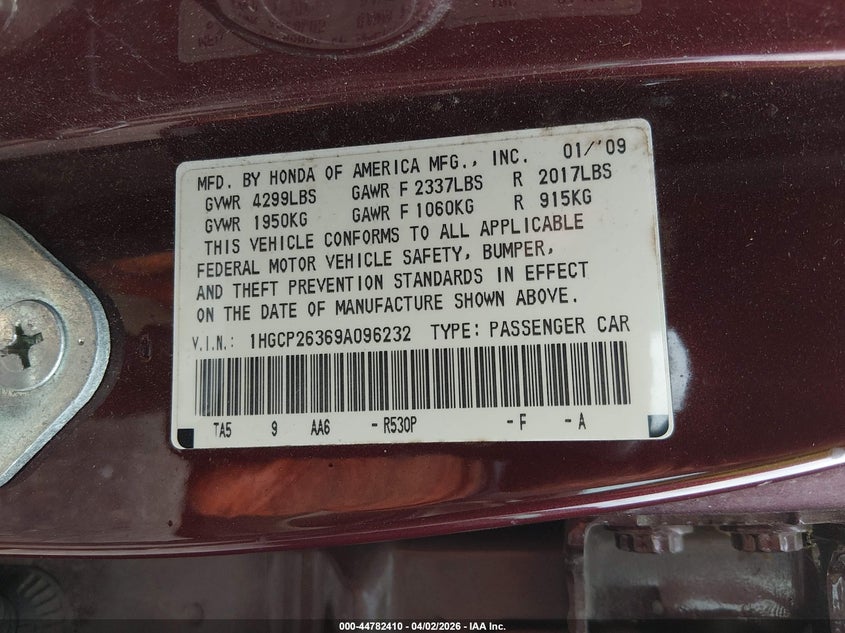 MFD. BY HONDA OF AMERICA MFG., INC. 01/'09
GVWR 4299LBS GAWR F 2337LBS R 2017LBS
GVWR 1950KG GAWR F 1060KG R 915KG
THIS VEHICLE CONFORMS TO ALL APPLICABLE
FEDERAL MOTOR VEHICLE SAFETY, BUMPER,
AND THEFT PREVENTION STANDARDS IN EFFECT
ON THE DATE OF MANUFACTURE SHOWN ABOVE.
V.I.N.: 1HGCP26369A096232 TYPE: PASSENGER CAR
TA5 9 AA6 - R530P - F - A
000-44782410 - 04/02/2026 - IAA Inc.